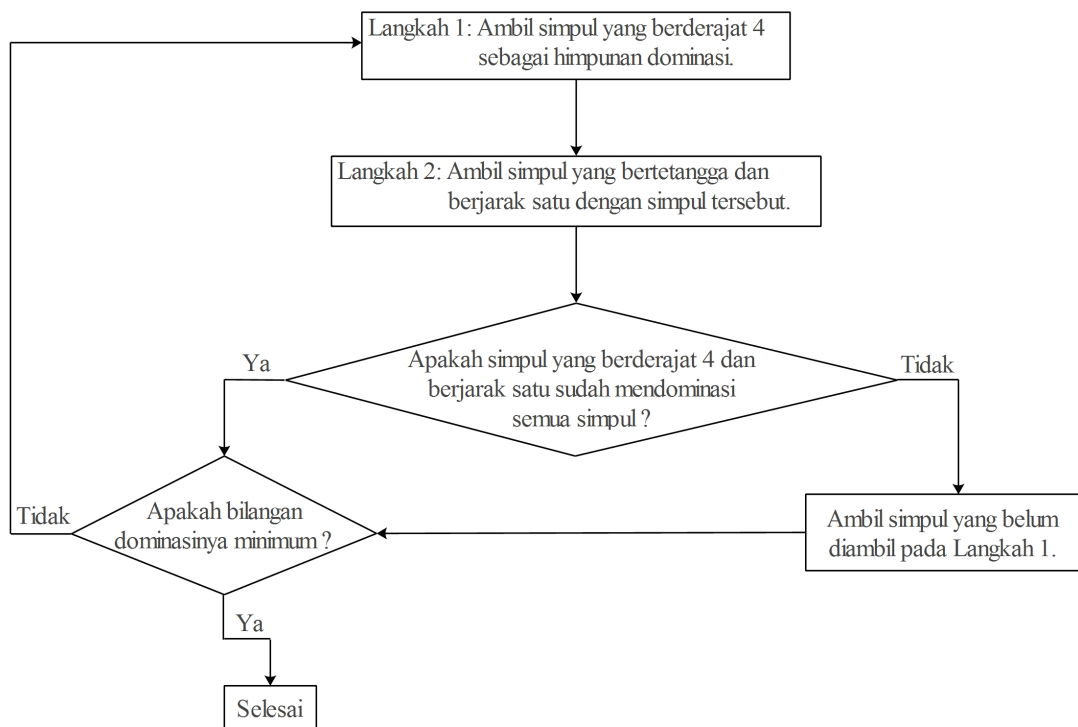 Langkah 1: Ambil simpul yang berderajat 4
sebagai himpunan dominasi.
Langkah 2: Ambil simpul yang bertetangga dan
berjarak satu dengan simpul tersebut.
Ya
Apakah simpul yang berderajat 4 dan
berjarak satu sudah mendominasi
semua simpul ?
Tidak
Tidak
Apakah bilangan
dominasinya minimum ?
Ambil simpul yang belum
diambil pada Langkah 1.
Ya
Selesai